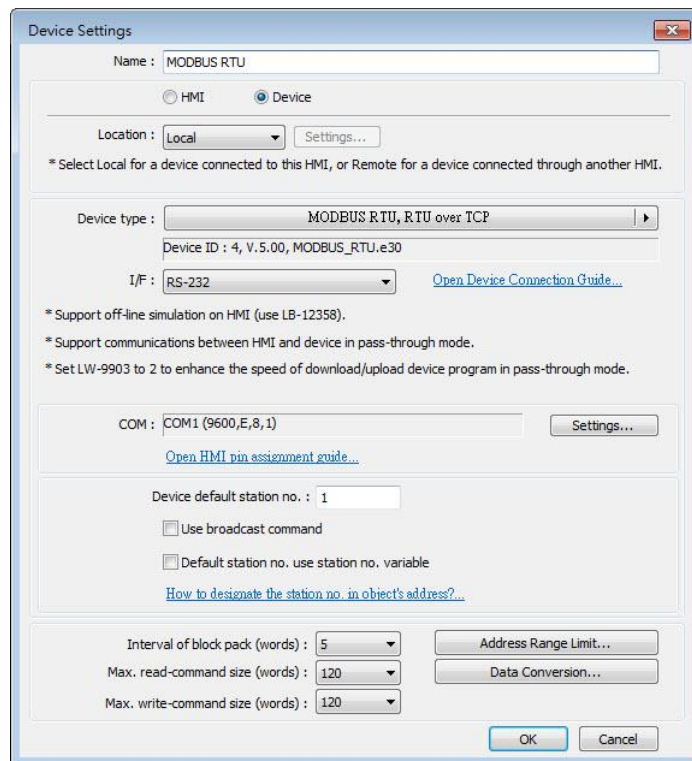 Device Settings
Name : MODBUS RTU
HMI Device
Location : Local Settings...
* Select Local for a device connected to this HMI, or Remote for a device connected through another HMI.
Device type : MODBUS RTU, RTU over TCP
Device ID : 4, V.5.00, MODBUS_RTU.e30
I/F : RS-232 Open Device Connection Guide...
* Support off-line simulation on HMI (use LB-12358).
* Support communications between HMI and device in pass-through mode.
* Set LW-9903 to 2 to enhance the speed of download/upload device program in pass-through mode.
COM : COM1 (9600,E,8,1) Settings...
Open HMI pin assignment guide...
Device default station no. : 1
Use broadcast command
Default station no. use station no. variable
How to designate the station no. in object's address?...
Interval of block pack (words) : 5 Address Range Limit...
Max. read-command size (words) : 120 Data Conversion...
Max. write-command size (words) : 120
OK Cancel